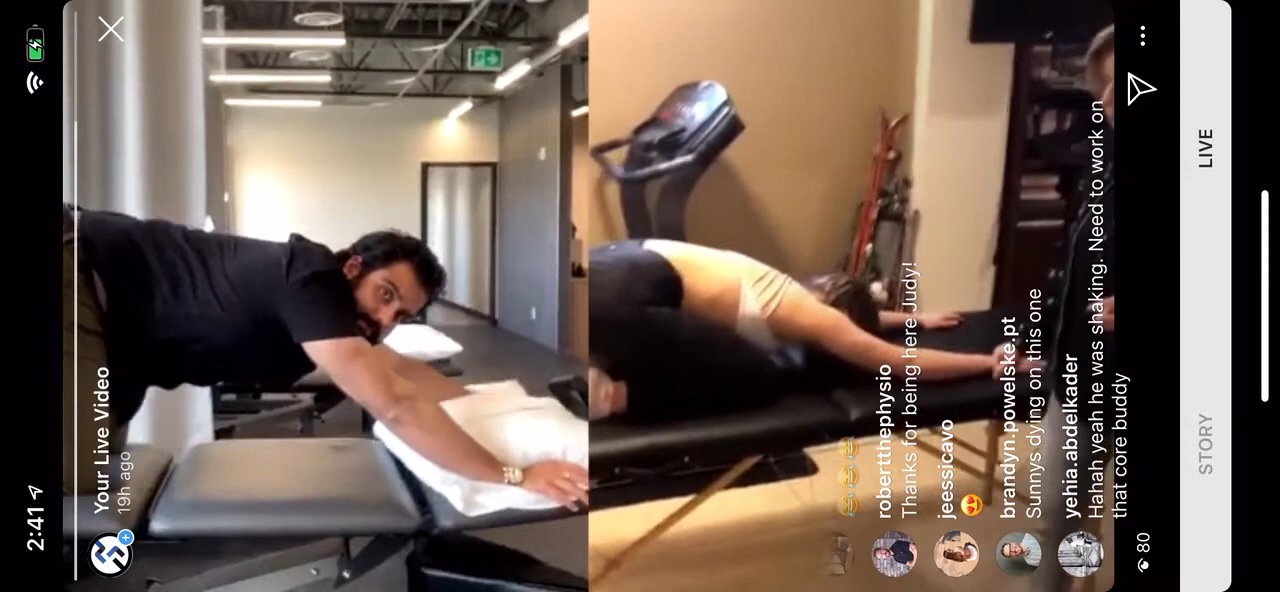 2:41
Your Live Video
19h ago
😂😂😂
robertthephysio
Thanks for being here Judy!
jeessicavo
😍
brandyn.powelske.pt
Sunnys dying on this one
yehia.abdelkader
Hahah yeah he was shaking. Need to work on
that core buddy
80
STORY
LIVE